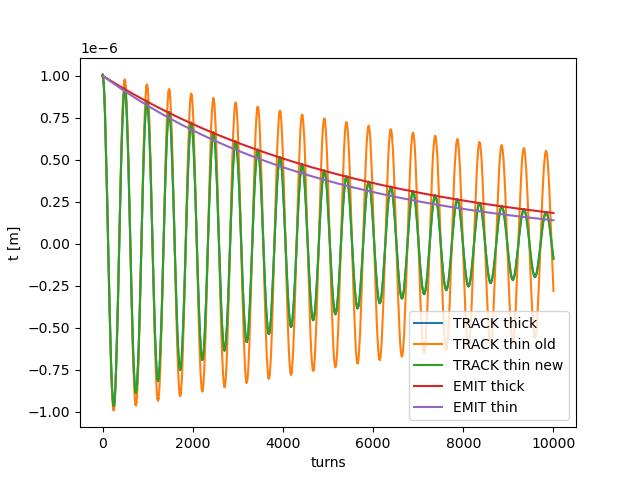 1e−6
1.00
0.75
0.50
0.25
0.00
−0.25
−0.50
−0.75
−1.00
t [m]
0
2000
4000
6000
8000
10000
turns
TRACK thick
TRACK thin old
TRACK thin new
EMIT thick
EMIT thin